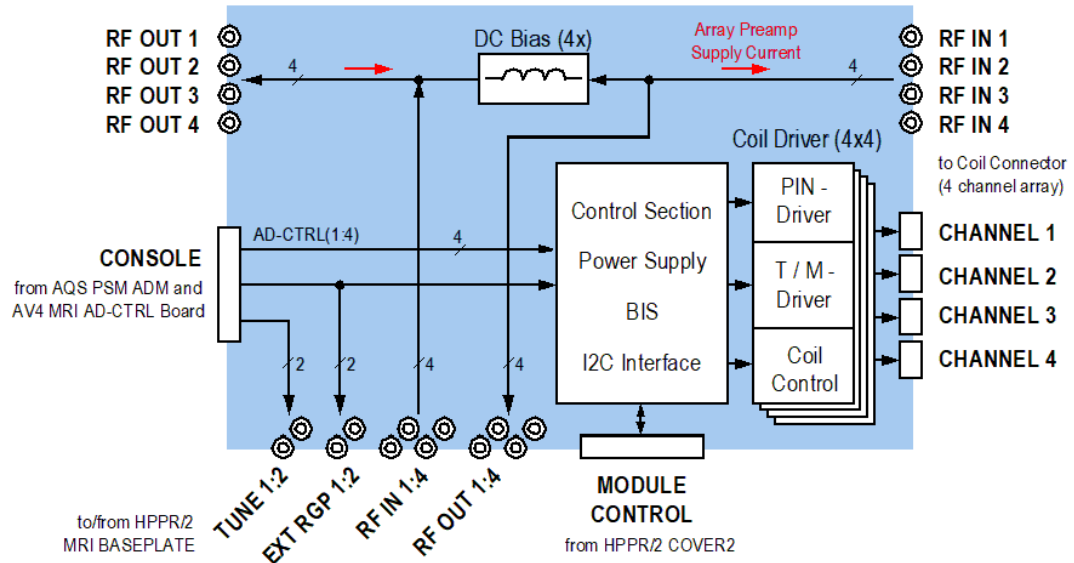 RF OUT 1
RF OUT 2
RF OUT 3
RF OUT 4
4
DC Bias (4x)
Array Preamp
Supply Current
4
RF IN 1
RF IN 2
RF IN 3
RF IN 4
to Coil Connector
(4 channel array)
Coil Driver (4x4)
PIN -
Driver
T / M -
Driver
Coil
Control
CHANNEL 1
CHANNEL 2
CHANNEL 3
CHANNEL 4
Control Section
Power Supply
BIS
I2C Interface
AD-CTRL(1:4)
4
CONSOLE
from AQS PSM ADM and
AV4 MRI AD-CTRL Board
2
2
4
4
TUNE 1:2
EXT RGP 1:2
RF IN 1:4
RF OUT 1:4
to/from HPPR/2
MRI BASEPLATE
MODULE
CONTROL
from HPPR/2 COVER2